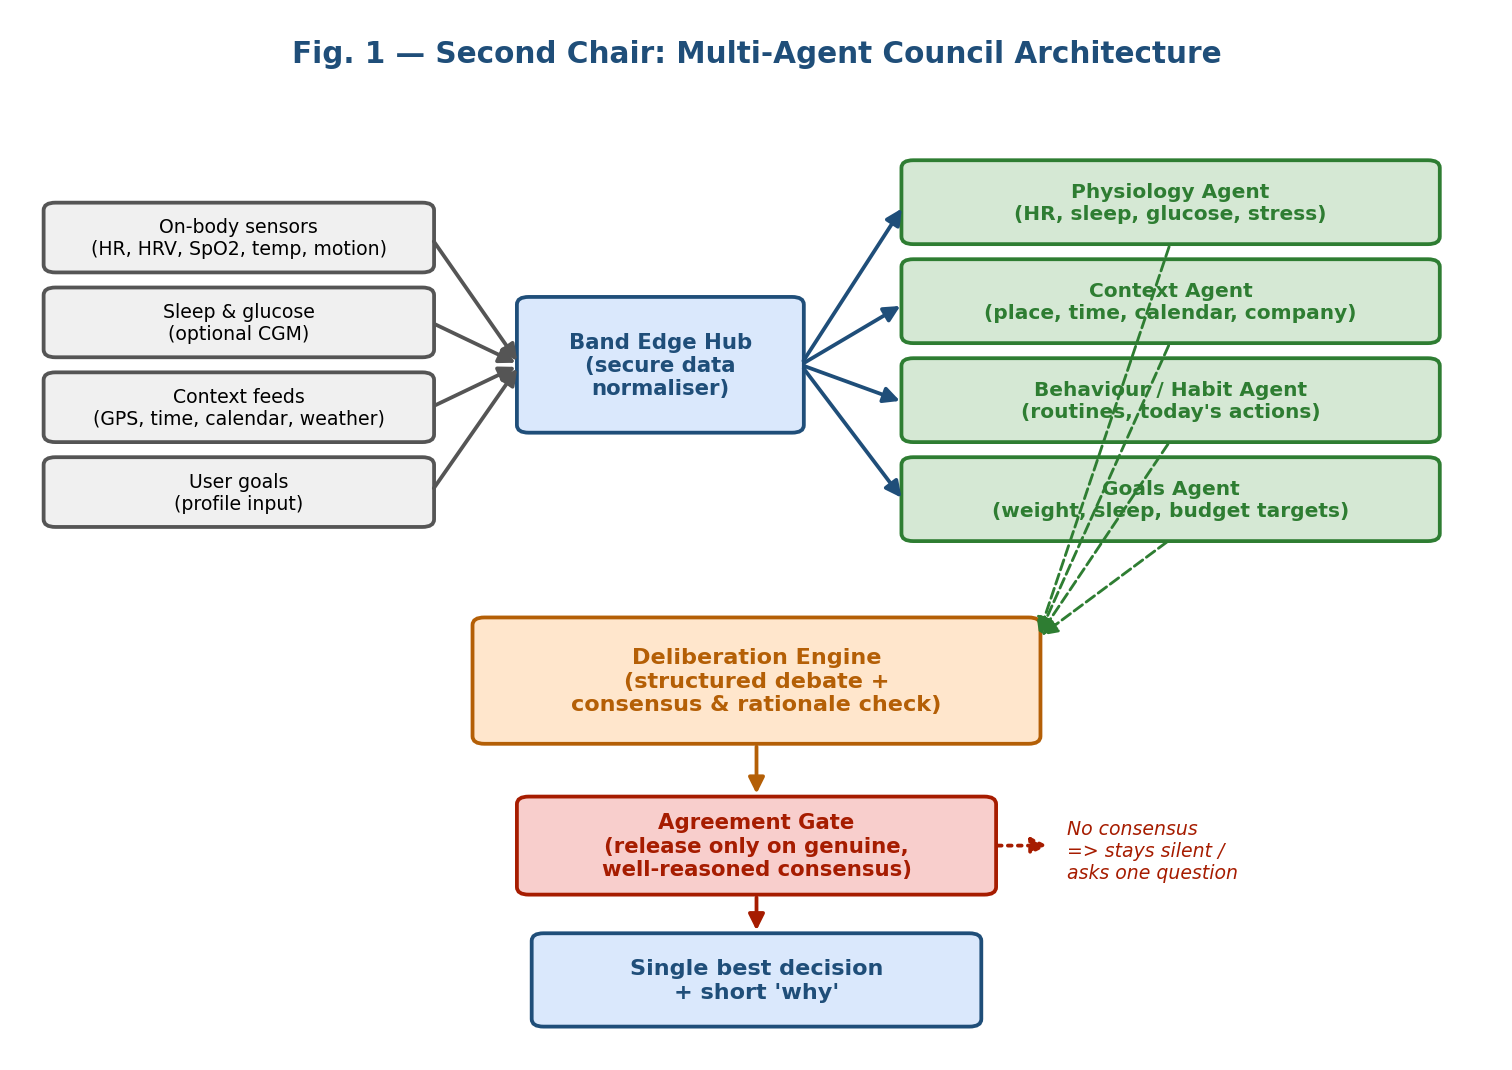 Fig. 1 — Second Chair: Multi-Agent Council Architecture
On-body sensors
(HR, HRV, SpO2, temp, motion)
Sleep & glucose
(optional CGM)
Context feeds
(GPS, time, calendar, weather)
User goals
(profile input)
Band Edge Hub
(secure data
normaliser)
Physiology Agent
(HR, sleep, glucose, stress)
Context Agent
(place, time, calendar, company)
Behaviour / Habit Agent
(routines, today's actions)
Goals Agent
(weight, sleep, budget targets)
Deliberation Engine
(structured debate +
consensus & rationale check)
Agreement Gate
(release only on genuine,
well-reasoned consensus)
No consensus
=> stays silent /
asks one question
Single best decision
+ short 'why'